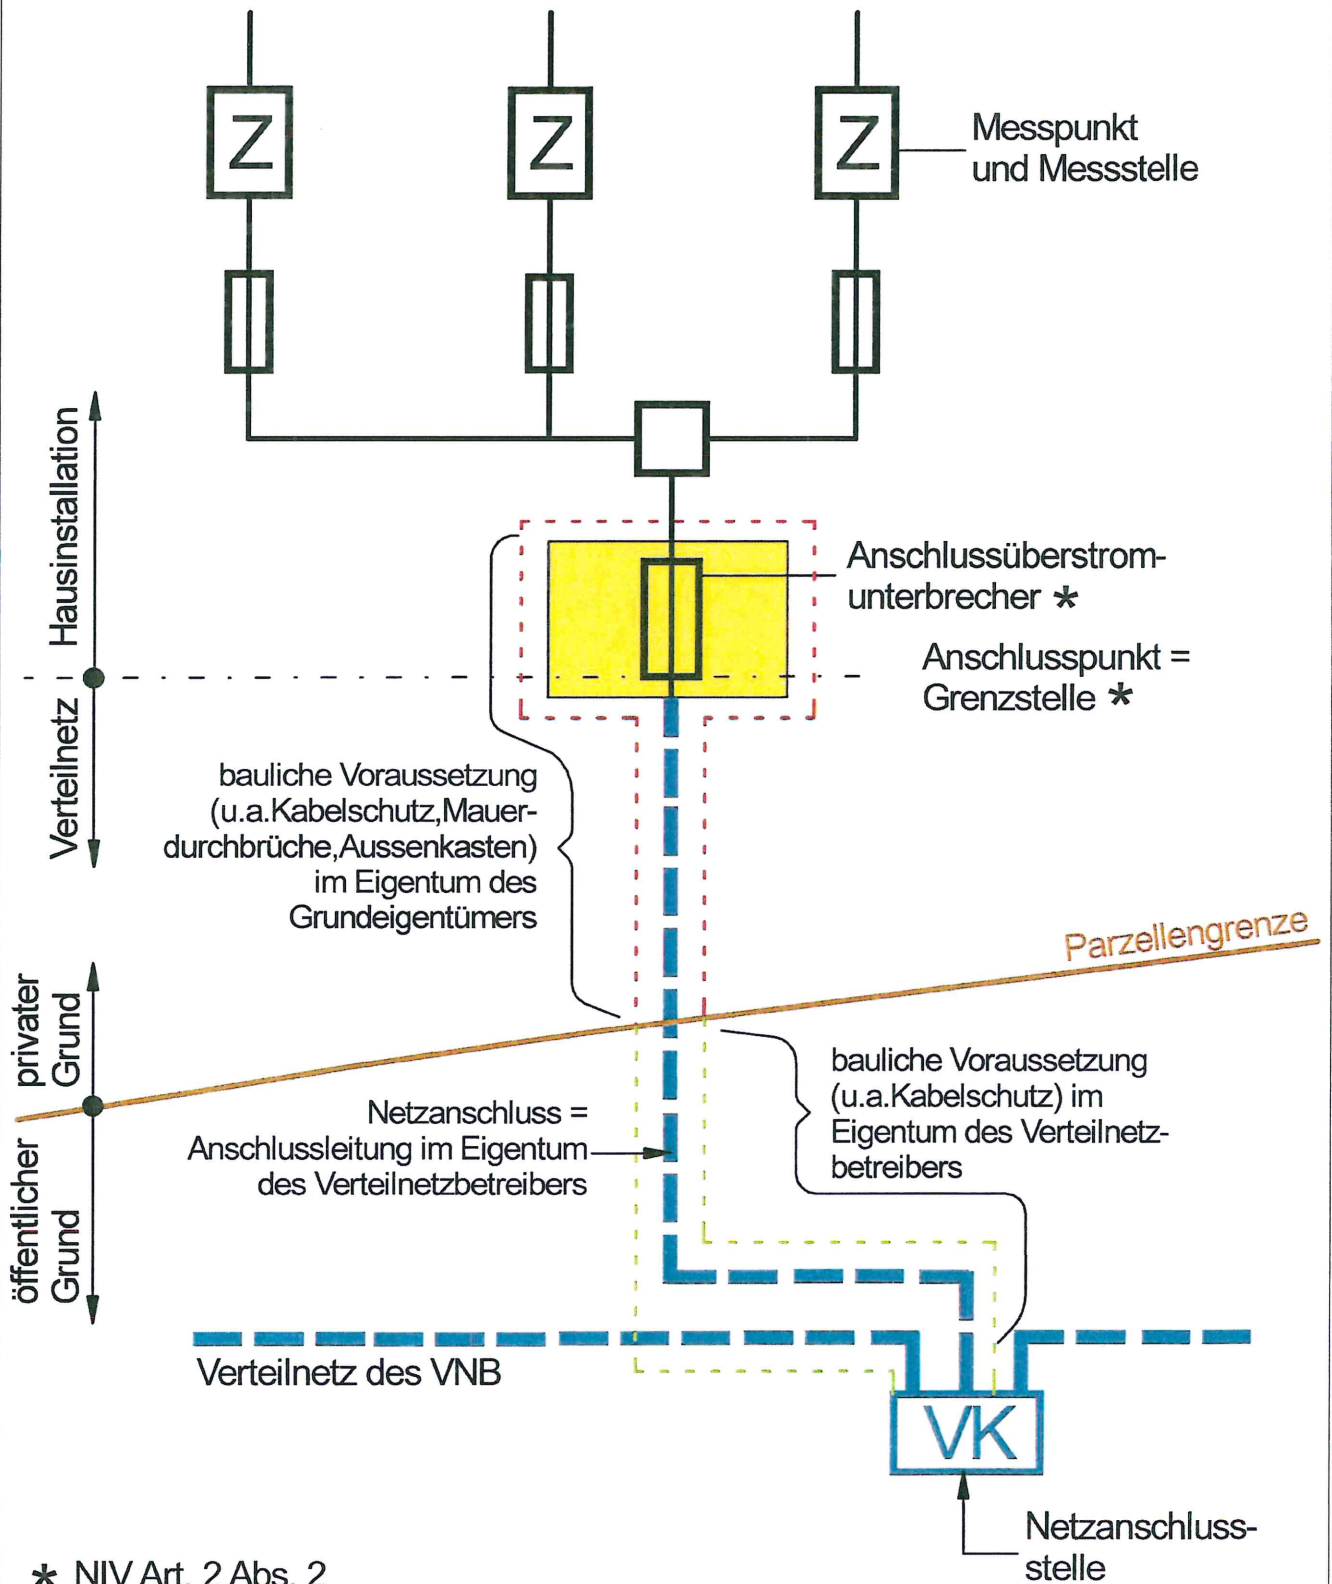 Z
Z
Z
Messpunkt
und Messstelle
Hausinstallation
Verteilnetz
Anschlussüberstrom-
unterbrecher *
Anschlusspunkt =
Grenzstelle *
bauliche Voraussetzung
(u.a.Kabelschutz,Mauer-
durchbrüche,Aussenkasten)
im Eigentum des
Grundeigentümers
Parzellengrenze
privater
Grund
öffentlicher
Grund
Netzanschluss =
Anschlussleitung im Eigentum
des Verteilnetzbetreibers
bauliche Voraussetzung
(u.a.Kabelschutz) im
Eigentum des Verteilnetz-
betreibers
Verteilnetz des VNB
VK
Netzanschluss-
stelle
* NIV Art. 2 Abs. 2